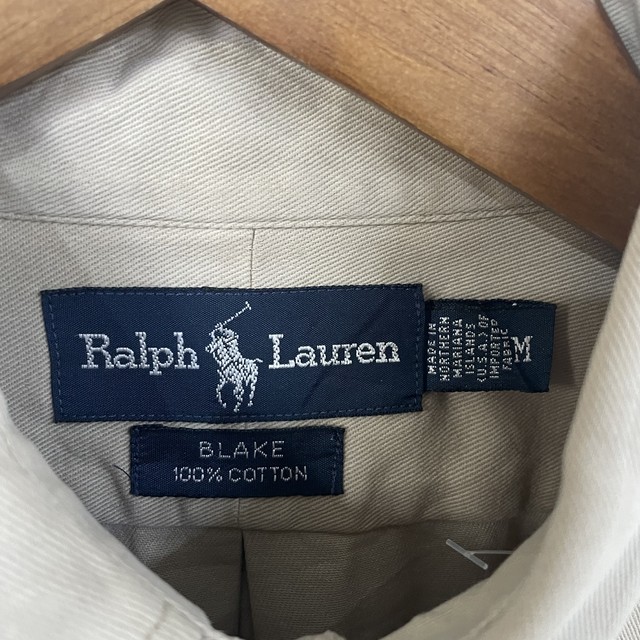 Ralph Lauren
BLAKE
100% COTTON
MADE IN
NORTHERN
MARIANA
ISLANDS
(U.S.A.) OF
IMPORTED
FABRIC
M